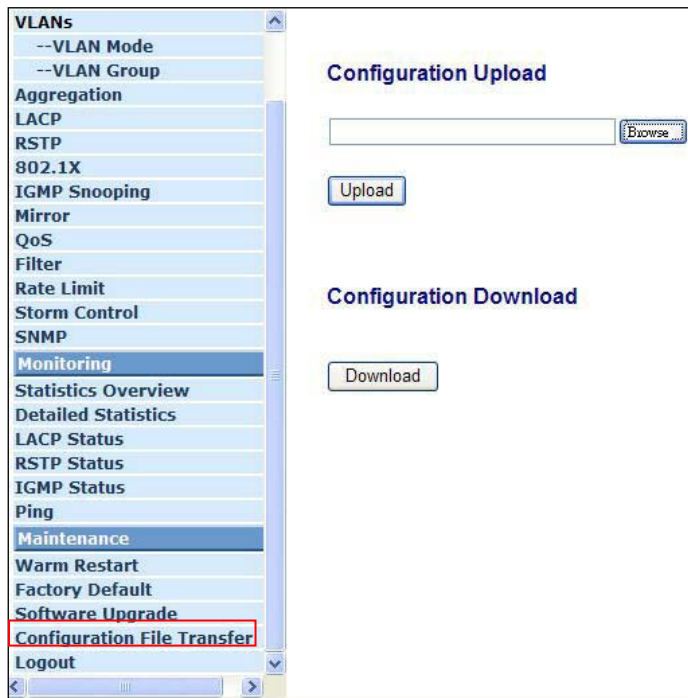 VLANs
--VLAN Mode
--VLAN Group
Aggregation
LACP
RSTP
802.1X
IGMP Snooping
Mirror
QoS
Filter
Rate Limit
Storm Control
SNMP
Monitoring
Statistics Overview
Detailed Statistics
LACP Status
RSTP Status
IGMP Status
Ping
Maintenance
Warm Restart
Factory Default
Software Upgrade
Configuration File Transfer
Logout
Configuration Upload
Browse...
Upload
Configuration Download
Download